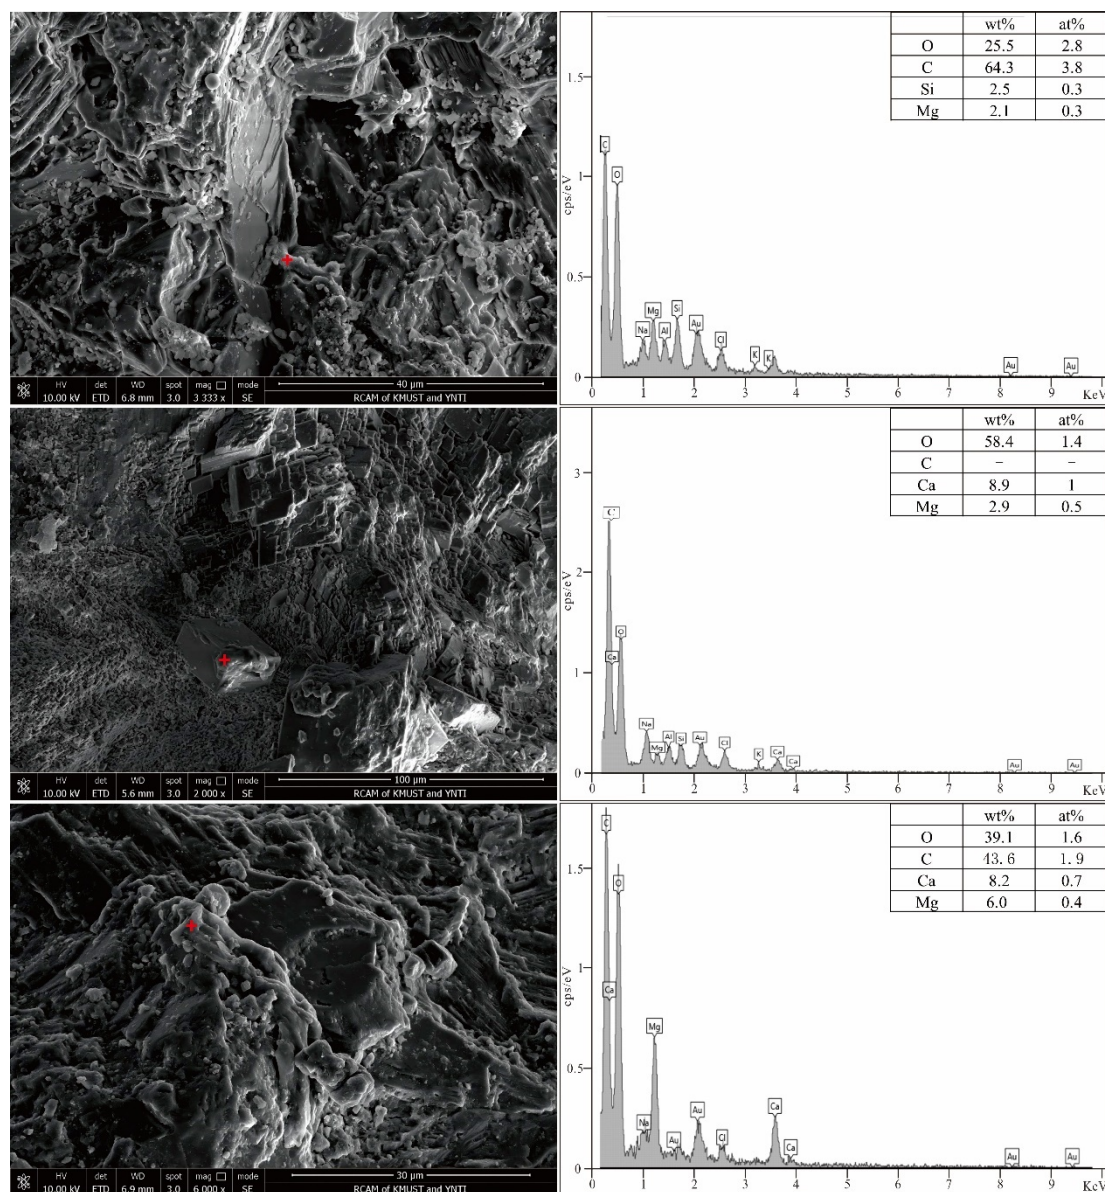 wt% at%
O 25.5 2.8
C 64.3 3.8
Si 2.5 0.3
Mg 2.1 0.3
1.5
1
0.5
0
cps/eV
C
O
Na
Mg
Al
Si
Au
Cl
K
K
Au
Au
0 1 2 3 4 5 6 7 8 9 KeV
HV det WD spot mag mode
10.00 kV ETD 6.8 mm 3.0 3 333 x SE
40 µm
RCAM of KMUST and YNTI
wt% at%
O 58.4 1.4
C – –
Ca 8.9 1
Mg 2.9 0.5
3
2
1
0
cps/eV
C
Ca
O
Na
Mg
Al
Si
Au
Cl
K
Ca
Ca
Au
Au
0 1 2 3 4 5 6 7 8 9 KeV
HV det WD spot mag mode
10.00 kV ETD 5.6 mm 3.0 2 000 x SE
100 µm
RCAM of KMUST and YNTI
wt% at%
O 39.1 1.6
C 43.6 1.9
Ca 8.2 0.7
Mg 6.0 0.4
1.5
1
0.5
0
cps/eV
C
O
Ca
Mg
Na
Au
Au
Cl
Ca
Ca
Au
Au
0 1 2 3 4 5 6 7 8 9 KeV
HV det WD spot mag mode
10.00 kV ETD 6.9 mm 3.0 6 000 x SE
30 µm
RCAM of KMUST and YNTI